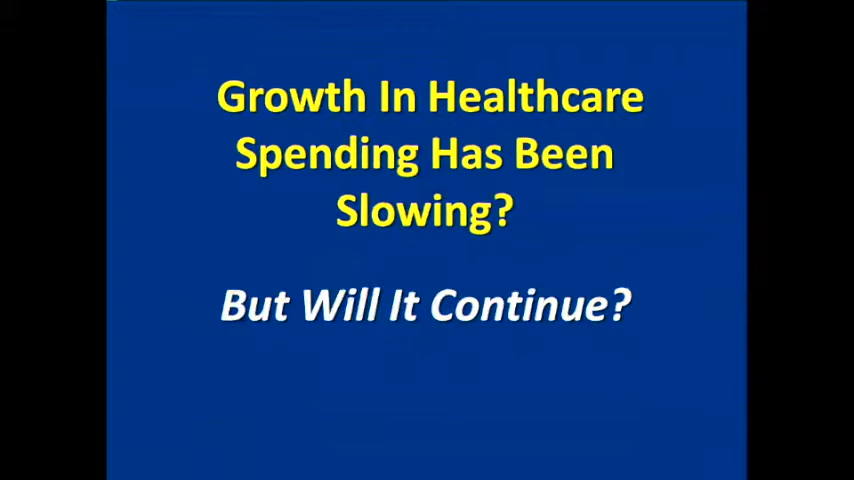 Growth In Healthcare
Spending Has Been
Slowing?
But Will It Continue?